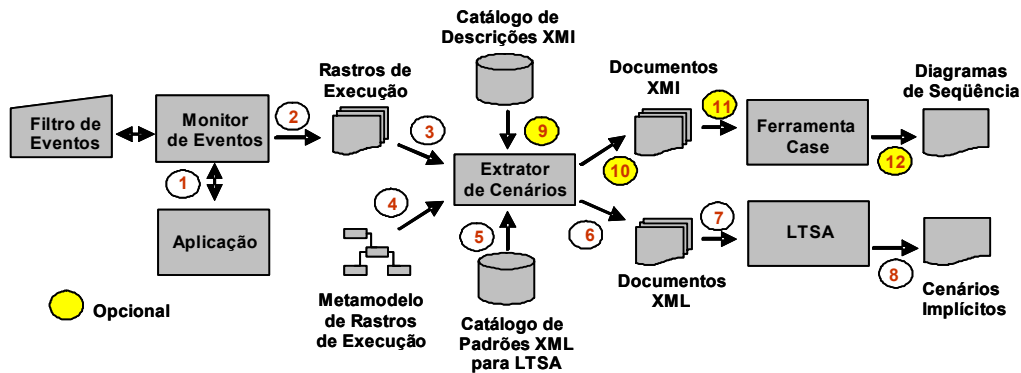 Catálogo de
Descrições XMI
Rastros de
Execução
Documentos
XMI
Diagramas
de Seqüência
Filtro de
Eventos
Monitor
de Eventos
2
3
9
10
11
Ferramenta
Case
12
1
Extrator
de Cenários
4
5
6
7
8
Aplicação
LTSA
Opcional
Metamodelo
de Rastros
de Execução
Catálogo de
Padrões XML
para LTSA
Documentos
XML
Cenários
Implícitos